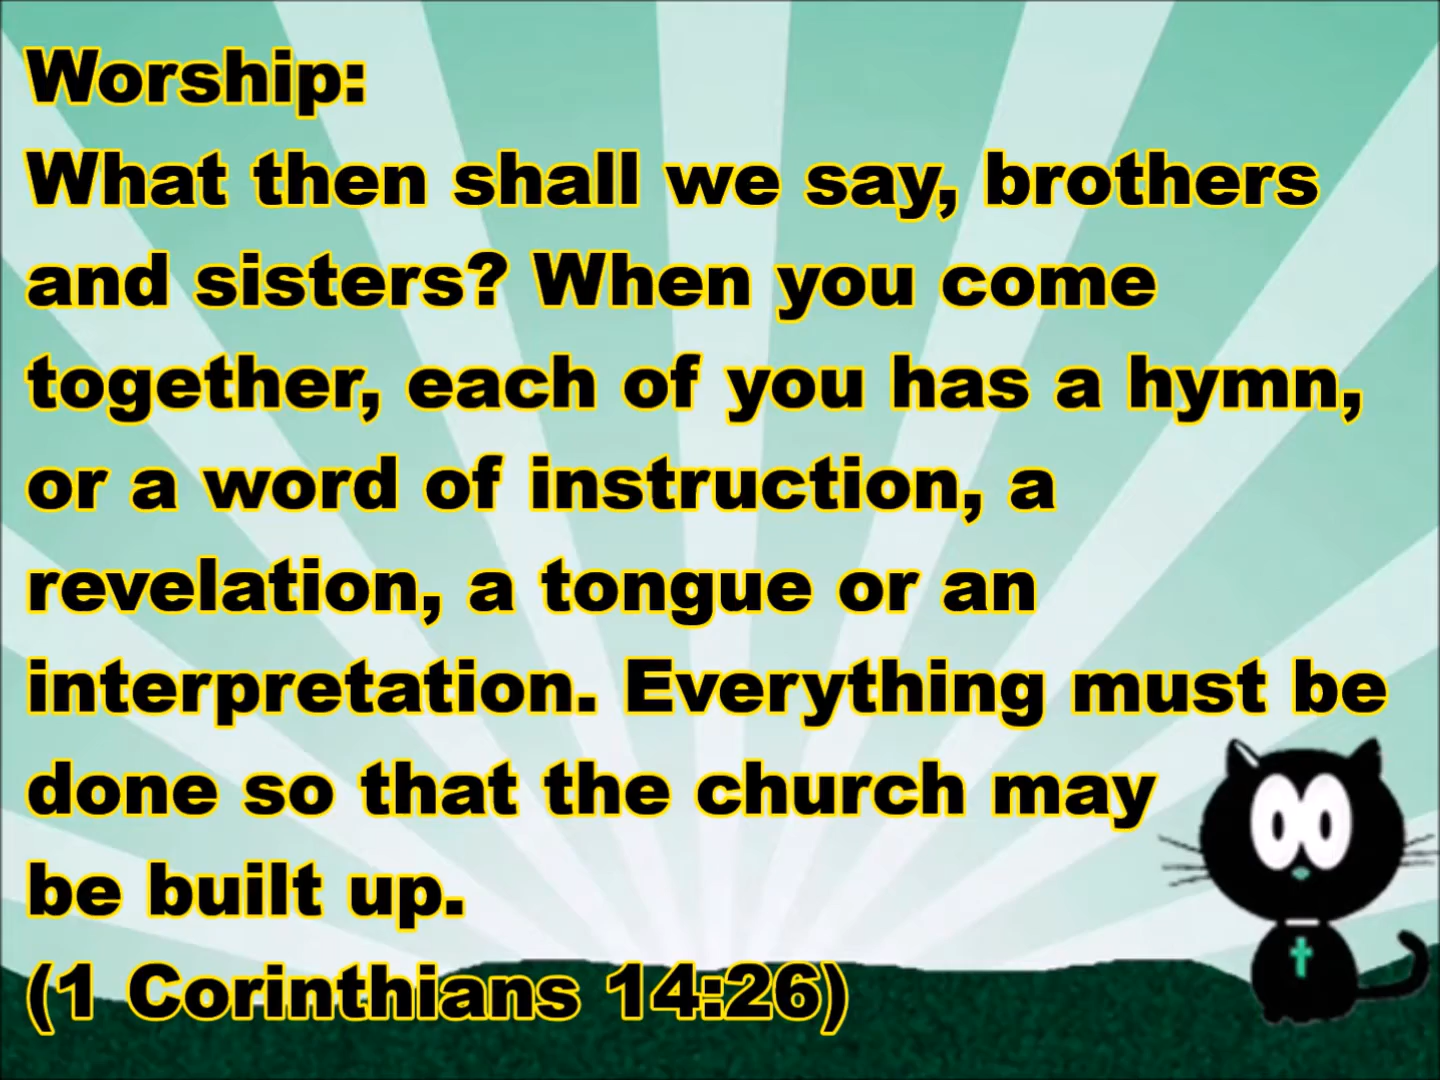 Worship:
What then shall we say, brothers
and sisters? When you come
together, each of you has a hymn,
or a word of instruction, a
revelation, a tongue or an
interpretation. Everything must be
done so that the church may
be built up.
(1 Corinthians 14:26)